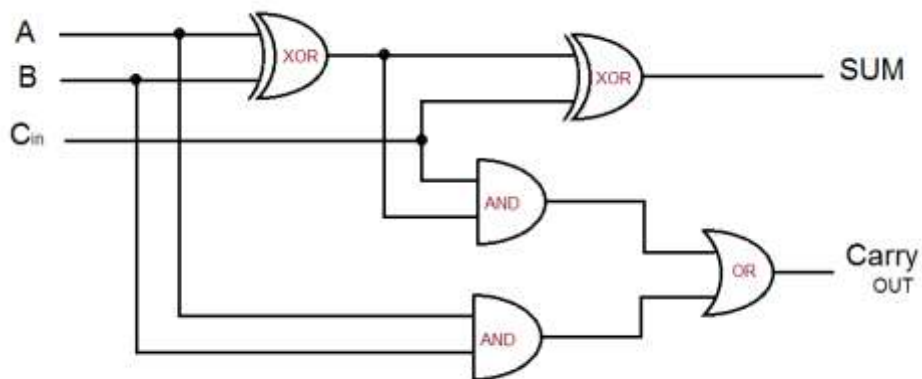 A
XOR
XOR
SUM
B
Cin
AND
Carry
OUT
OR
AND